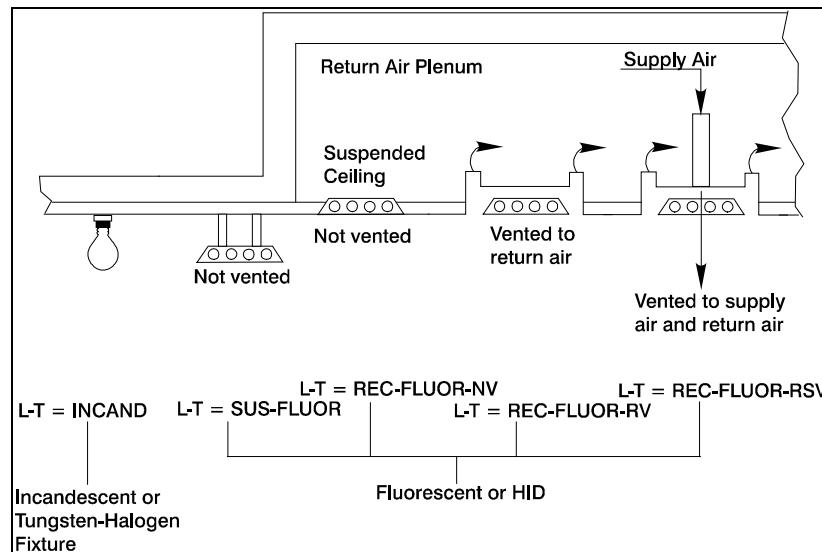 Return Air Plenum
Supply Air
Suspended
Ceiling
Not vented
Not vented
Vented to
return air
Vented to supply
air and return air
L-T = INCAND
L-T = SUS-FLUOR
L-T = REC-FLUOR-NV
L-T = REC-FLUOR-RV
L-T = REC-FLUOR-RSV
Incandescent or
Tungsten-Halogen
Fixture
Fluorescent or HID